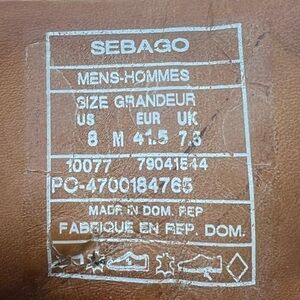 SEBAGO
MENS-HOMMES
SIZE GRANDEUR
US EUR UK
8 M 41.5 7.5
10077 79041544
PO-4700184765
MADE IN DOM. REP
FABRIQUE EN REP. DOM.